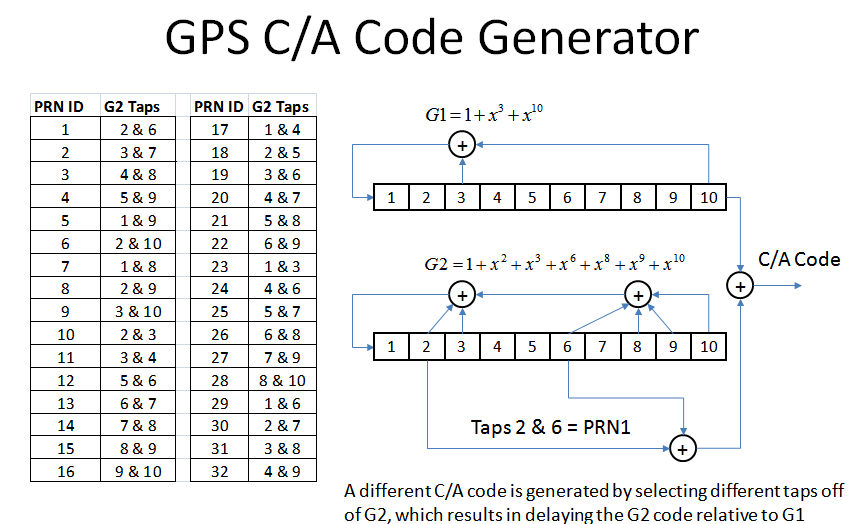 GPS C/A Code Generator
PRN ID G2 Taps PRN ID G2 Taps
1 2 & 6 17 1 & 4
2 3 & 7 18 2 & 5
3 4 & 8 19 3 & 6
4 5 & 9 20 4 & 7
5 1 & 9 21 5 & 8
6 2 & 10 22 6 & 9
7 1 & 8 23 1 & 3
8 2 & 9 24 4 & 6
9 3 & 10 25 5 & 7
10 2 & 3 26 6 & 8
11 3 & 4 27 7 & 9
12 5 & 6 28 8 & 10
13 6 & 7 29 1 & 6
14 7 & 8 30 2 & 7
15 8 & 9 31 3 & 8
16 9 & 10 32 4 & 9
G1=1+x³+x¹⁰
+
1 2 3 4 5 6 7 8 9 10
G2=1+x²+x³+x⁶+x⁸+x⁹+x¹⁰
C/A Code
+ + +
1 2 3 4 5 6 7 8 9 10
Taps 2 & 6 = PRN1
+
A different C/A code is generated by selecting different taps off
of G2, which results in delaying the G2 code relative to G1